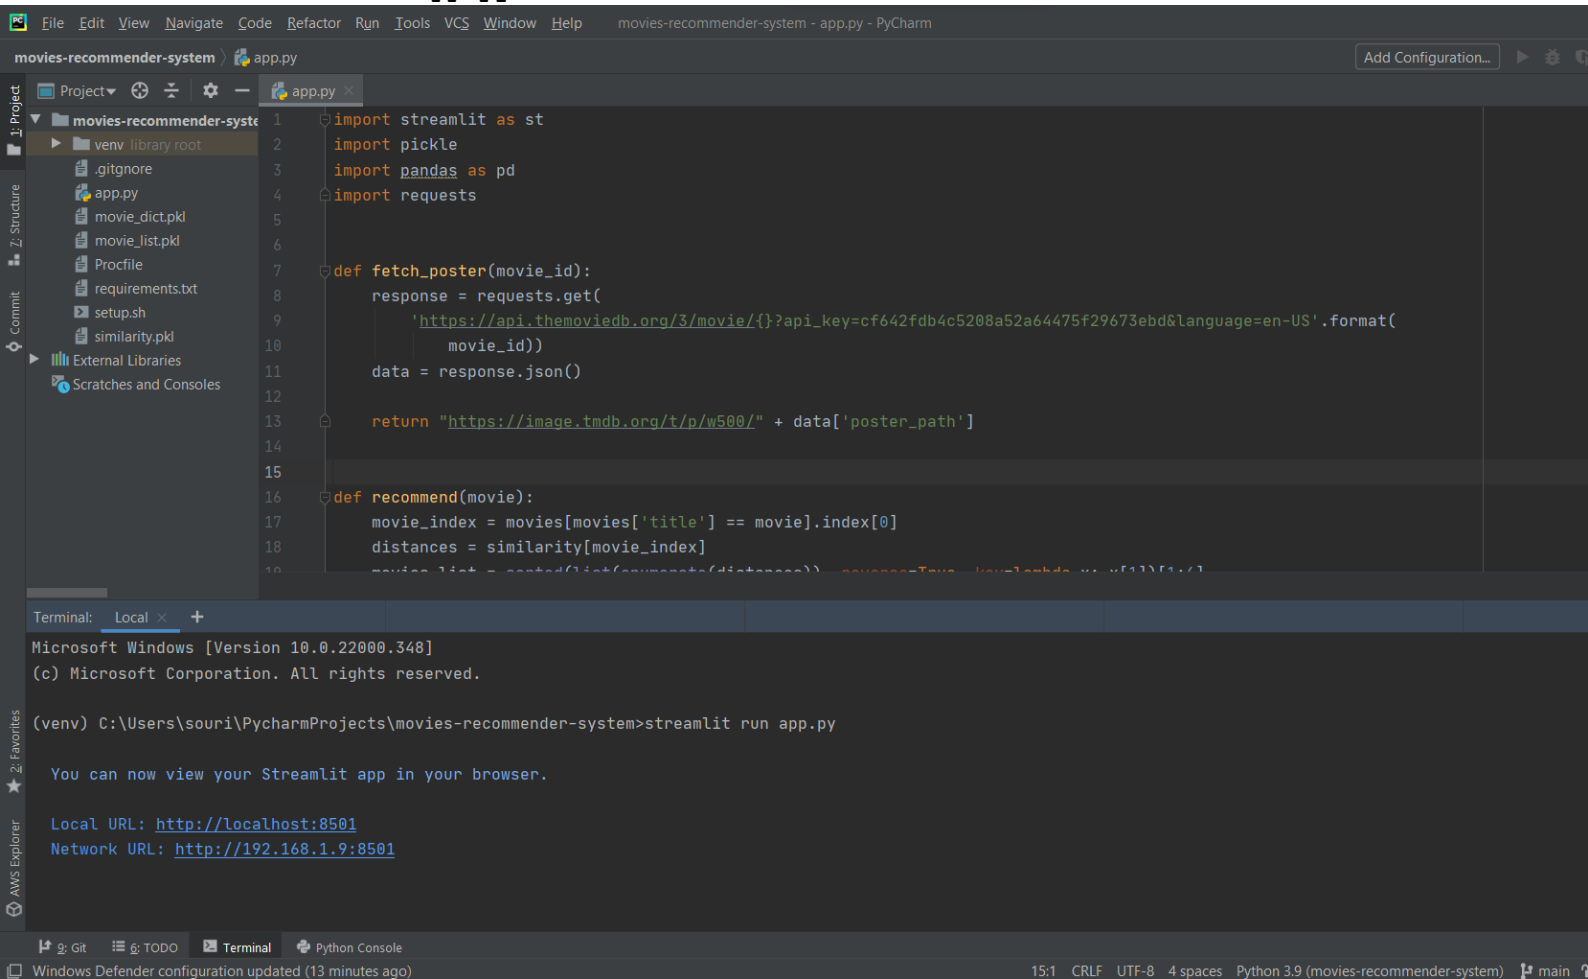 File Edit View Navigate Code Refactor Run Tools VCS Window Help movies-recommender-system - app.py - PyCharm
movies-recommender-system app.py Add Configuration...
Project app.py
1: Project
7: Structure
Commit
2: Favorites
AWS Explorer
movies-recommender-syste
venv library root
.gitgnore
app.py
movie_dict.pkl
movie_list.pkl
Procfile
requirements.txt
setup.sh
similarity.pkl
External Libraries
Scratches and Consoles
1 import streamlit as st
2 import pickle
3 import pandas as pd
4 import requests
5
6
7 def fetch_poster(movie_id):
8 response = requests.get(
9 'https://api.themoviedb.org/3/movie/{}?api_key=cf642fdb4c5208a52a64475f29673ebd&language=en-US'.format(
10 movie_id))
11 data = response.json()
12
13 return "https://image.tmdb.org/t/p/w500/" + data['poster_path']
14
15
16 def recommend(movie):
17 movie_index = movies[movies['title'] == movie].index[0]
18 distances = similarity[movie_index]
Terminal: Local
Microsoft Windows [Version 10.0.22000.348]
(c) Microsoft Corporation. All rights reserved.
(venv) C:\Users\souri\PycharmProjects\movies-recommender-system>streamlit run app.py
You can now view your Streamlit app in your browser.
Local URL: http://localhost:8501
Network URL: http://192.168.1.9:8501
9: Git 6: TODO Terminal Python Console
Windows Defender configuration updated (13 minutes ago) 15:1 CRLF UTF-8 4 spaces Python 3.9 (movies-recommender-system) main